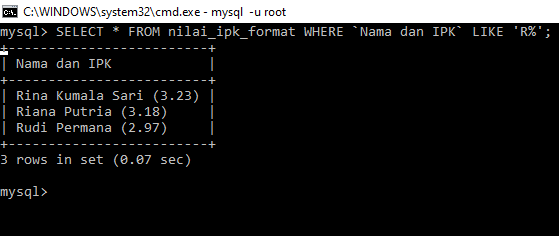 C:\WINDOWS\system32\cmd.exe - mysql -u root
mysql> SELECT * FROM nilai_ipk_format WHERE `Nama dan IPK` LIKE 'R%';
+-------------------------+
| Nama dan IPK            |
+-------------------------+
| Rina Kumala Sari (3.23) |
| Riana Putria (3.18)     |
| Rudi Permana (2.97)     |
+-------------------------+
3 rows in set (0.07 sec)
mysql>